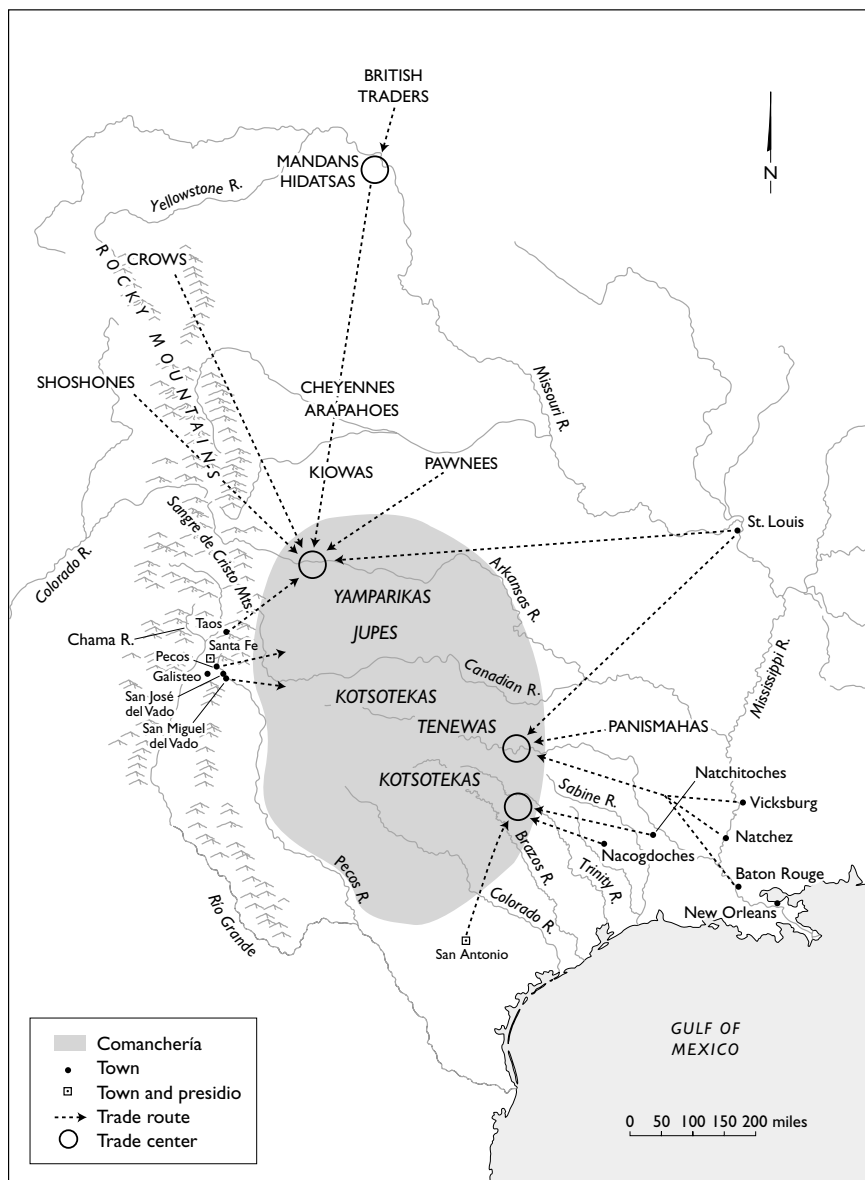 BRITISH
TRADERS
N
MANDANS
HIDATSAS
Yellowstone R.
ROCKY MOUNTAINS
CROWS
SHOSHONES
CHEYENNES
ARAPAHOES
Missouri R.
KIOWAS
PAWNEES
St. Louis
Sangre de Cristo Mts.
Colorado R.
Arkansas R.
YAMPARIKAS
Taos
Chama R.
JUPES
Santa Fe
Pecos
Galisteo
Mississippi R.
Canadian R.
San José
del Vado
KOTSOTEKAS
San Miguel
del Vado
TENEWAS
PANISMAHAS
KOTSOTEKAS
Natchitoches
Sabine R.
Vicksburg
Natchez
Nacogdoches
Brazos R.
Trinity R.
Pecos R.
Baton Rouge
Colorado R.
New Orleans
Rio Grande
San Antonio
GULF OF
MEXICO
Comanchería
Town
Town and presidio
Trade route
Trade center
0 50 100 150 200 miles